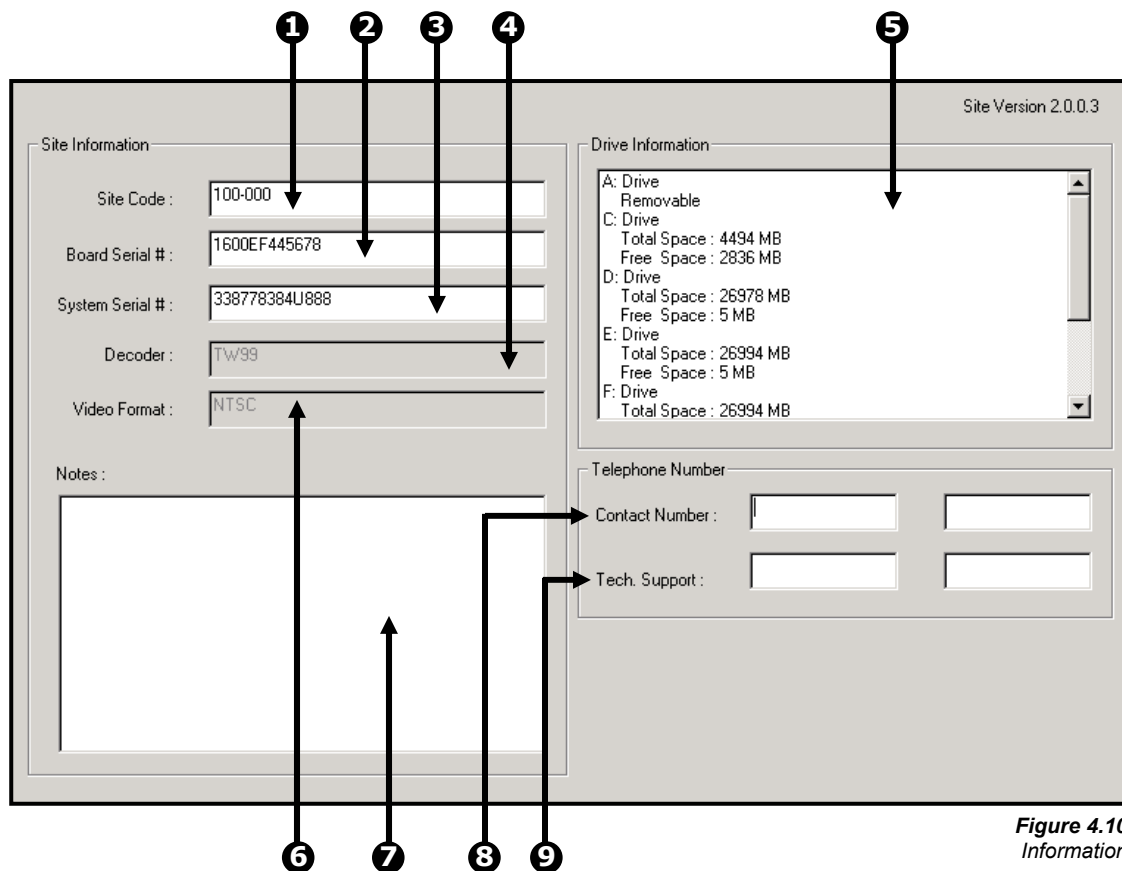 1 2 3 4 5
Site Version 2.0.0.3
Site Information
Site Code : 100-000
Board Serial # : 1600EF445678
System Serial # : 338778384U888
Decoder : TW99
Video Format : NTSC
Notes :
Drive Information
A: Drive
Removable
C: Drive
Total Space : 4494 MB
Free Space : 2836 MB
D: Drive
Total Space : 26978 MB
Free Space : 5 MB
E: Drive
Total Space : 26994 MB
Free Space : 5 MB
F: Drive
Total Space : 26994 MB
Telephone Number
Contact Number :
Tech. Support :
6 7 8 9
Figure 4.10
Information